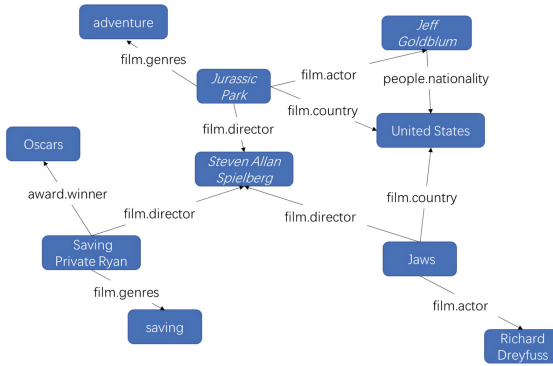 adventure
Jeff
Goldblum
film.genres
Jurassic
Park
film.actor
people.nationality
film.country
United States
film.director
Oscars
Steven Allan
Spielberg
award.winner
film.director
film.director
film.country
Saving
Private Ryan
Jaws
film.genres
film.actor
saving
Richard
Dreyfuss